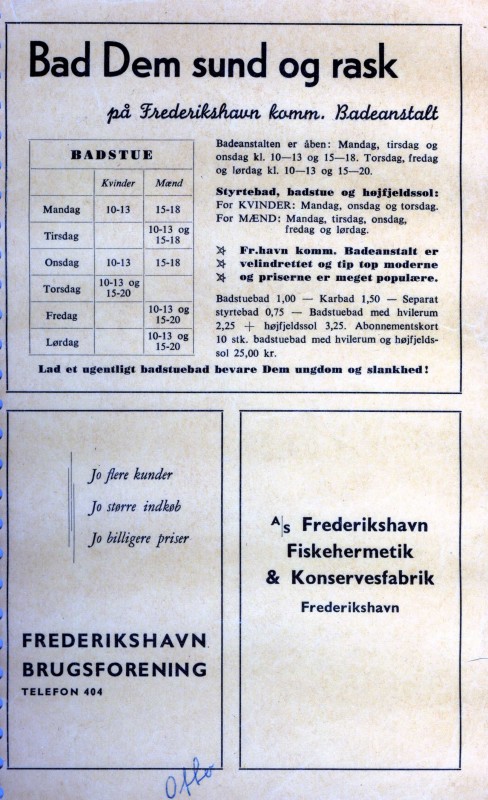 Bad Dem sund og rask
på Frederikshavn komm. Badeanstalt
BADSTUE
Kvinder Mænd
Mandag 10-13 15-18
Tirsdag 10-13 og 15-18
Onsdag 10-13 15-18
Torsdag 10-13 og 15-20
Fredag 10-13 og 15-20
Lørdag 10-13 og 15-20
Badeanstalten er åben: Mandag, tirsdag og
onsdag kl. 10—13 og 15—18. Torsdag, fredag
og lørdag kl. 10—13 og 15—20.
Styrtebad, badstue og højfjeldssol:
For KVINDER: Mandag, onsdag og torsdag.
For MÆND: Mandag, tirsdag, onsdag,
fredag og lørdag.
Fr.havn komm. Badeanstalt er
velindrettet og tip top moderne
og priserne er meget populære.
Badstuebad 1,00 — Karbad 1,50 — Separat
styrtebad 0,75 — Badstuebad med hvilerum
2,25 + højfjeldssol 3,25. Abonnementskort
10 stk. badstuebad med hvilerum og højfjelds-
sol 25,00 kr.
Lad et ugentligt badstuebad bevare Dem ungdom og slankhed!
Jo flere kunder
Jo større indkøb
Jo billigere priser
FREDERIKSHAVN
BRUGSFORENING
TELEFON 404
A/S Frederikshavn
Fiskehermetik
& Konservesfabrik
Frederikshavn
Otto